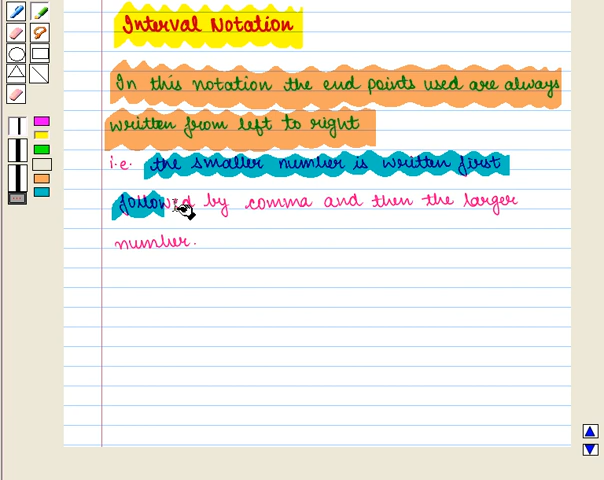 Interval Notation
In this notation the end points used are always
written from left to right
i.e. the smaller number is written first
followed by comma and then the larger
number.